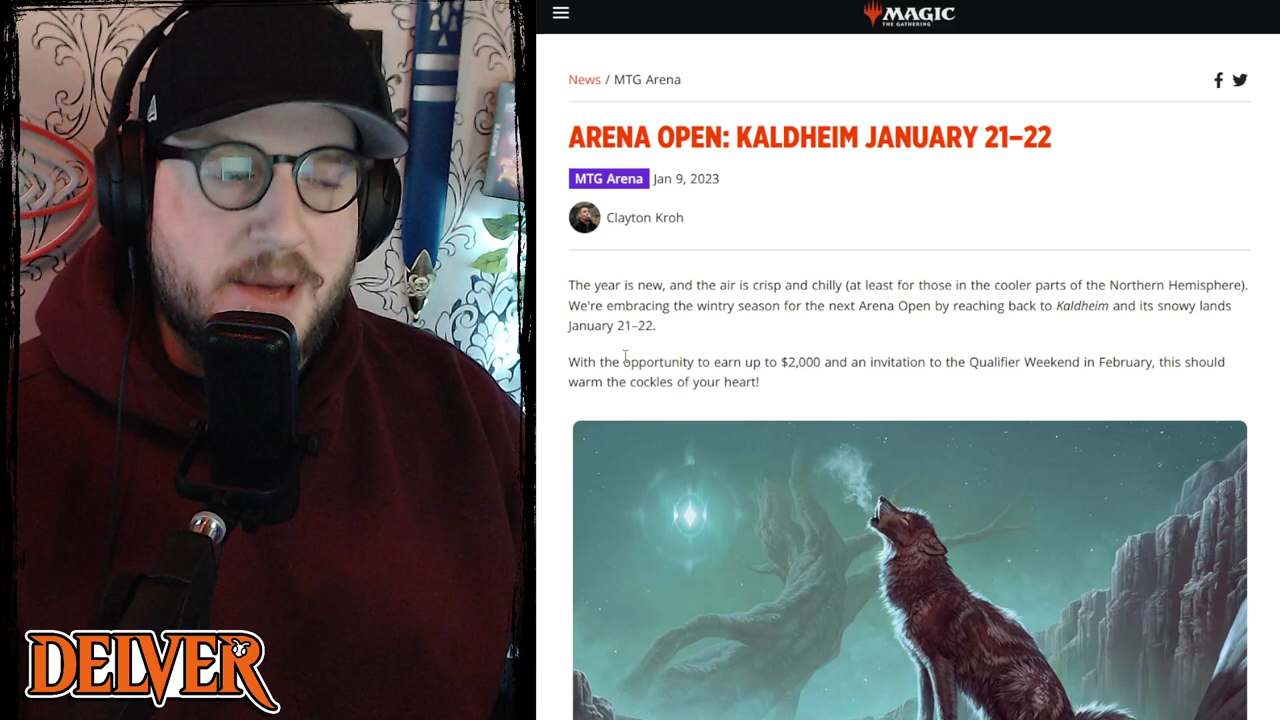 MAGIC
THE GATHERING
News / MTG Arena
ARENA OPEN: KALDHEIM JANUARY 21–22
MTG Arena Jan 9, 2023
Clayton Kroh
The year is new, and the air is crisp and chilly (at least for those in the cooler parts of the Northern Hemisphere).
We're embracing the wintry season for the next Arena Open by reaching back to Kaldheim and its snowy lands
January 21–22.
With the opportunity to earn up to $2,000 and an invitation to the Qualifier Weekend in February, this should
warm the cockles of your heart!
DELVER